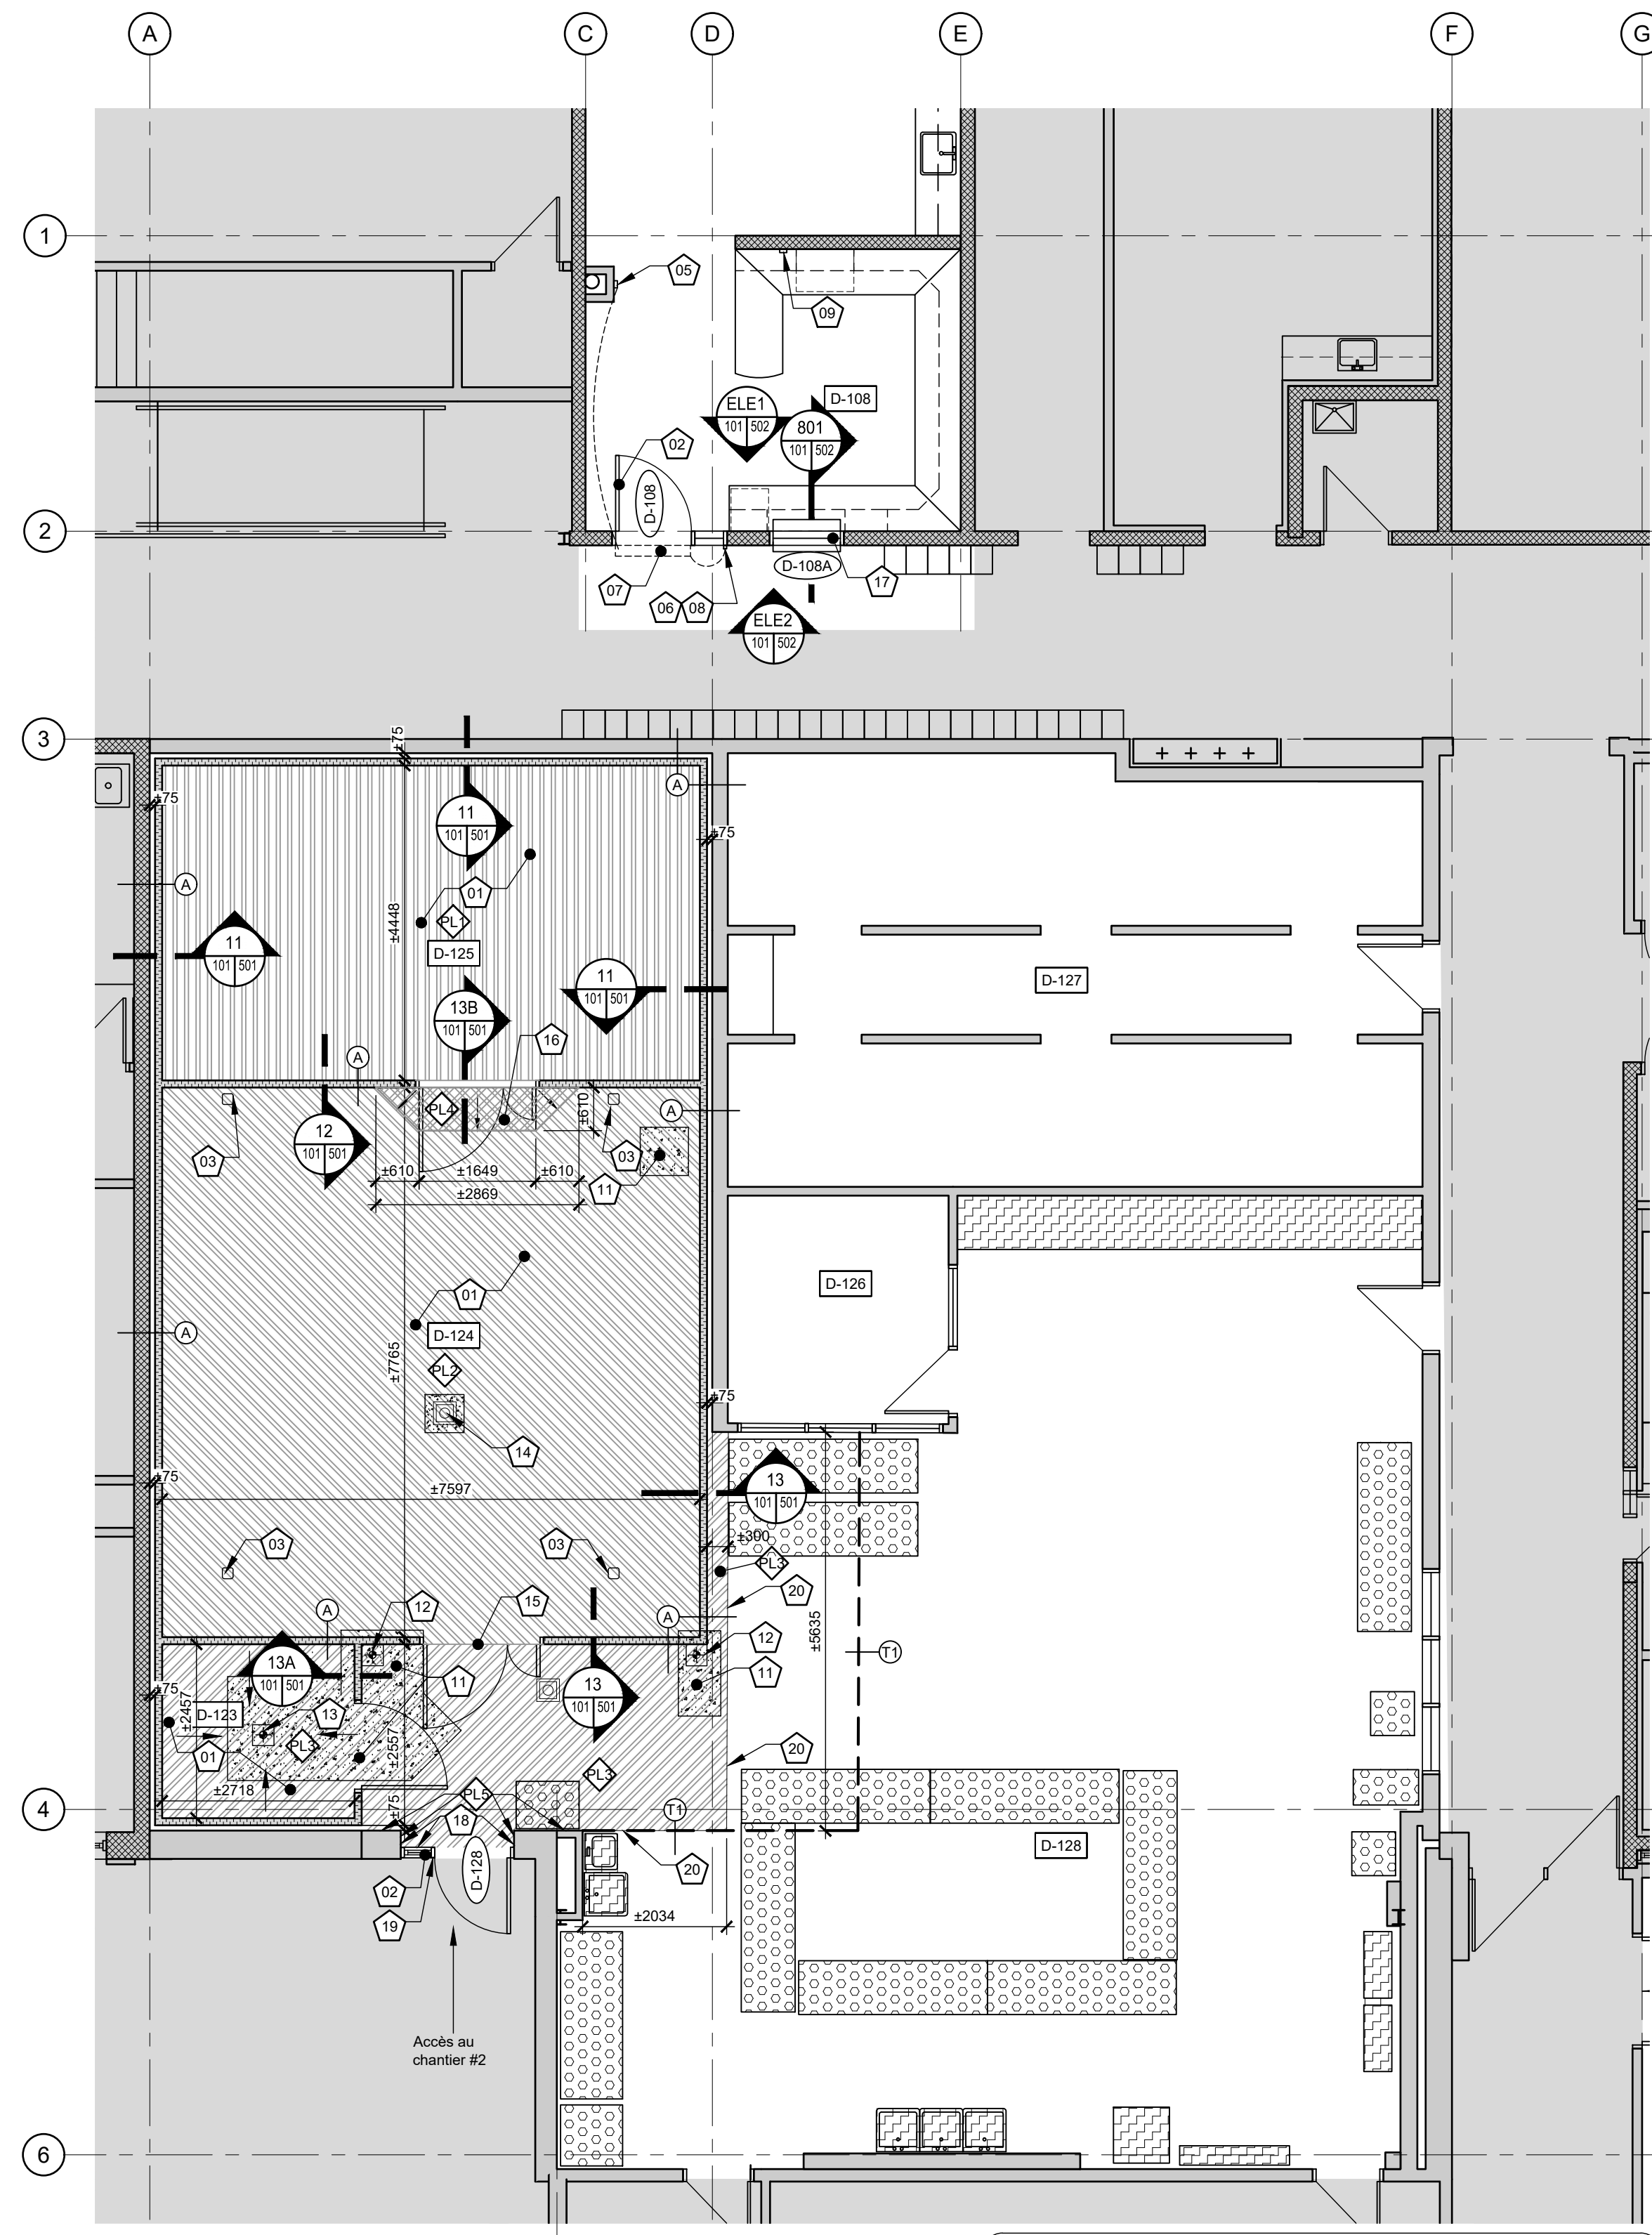 A
C
D
E
F
G
1
05
09
ELE1
101 502
801
101 502
D-108
02
D-108
2
D-108A
07
06
08
17
ELE2
101 502
3
±75
±75
A
±75
11
101 501
01
A
PL1
±4448
D-125
11
101 501
11
101 501
D-127
13B
101 501
16
A
PL4
±610
A
12
101 501
03
03
11
±610
±1649
±610
±2869
D-126
01
A
D-124
PL2
±7765
±75
14
±75
±7597
13
101 501
±300
03
03
PL3
20
15
12
A
A
12
±5635
T1
13A
101 501
11
11
13
101 501
±75
±2457
D-123
13
PL3
01
±2557
20
PL3
±2718
PL5
±75
18
T1
4
D-128
D-128
20
02
19
±2034
Accès au
chantier #2
6